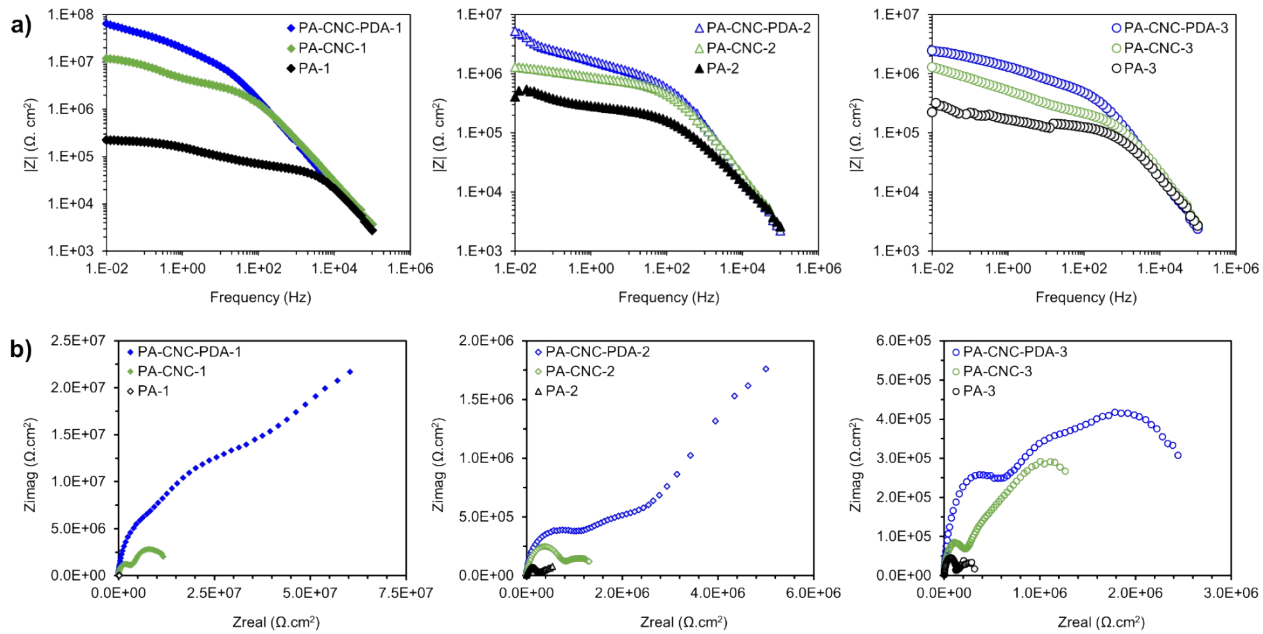 a)
1.E+08
1.E+07
1.E+06
1.E+05
1.E+04
1.E+03
|Z| (Ω. cm²)
PA-CNC-PDA-1
PA-CNC-1
PA-1
1.E-02 1.E+00 1.E+02 1.E+04 1.E+06
Frequency (Hz)
1.E+07
1.E+06
1.E+05
1.E+04
1.E+03
|Z| (Ω. cm²)
PA-CNC-PDA-2
PA-CNC-2
PA-2
1.E-02 1.E+00 1.E+02 1.E+04 1.E+06
Frequency (Hz)
1.E+07
1.E+06
1.E+05
1.E+04
1.E+03
|Z| (Ω. cm²)
PA-CNC-PDA-3
PA-CNC-3
PA-3
1.E-02 1.E+00 1.E+02 1.E+04 1.E+06
Frequency (Hz)
b)
2.5E+07
2.0E+07
1.5E+07
1.0E+07
5.0E+06
0.0E+00
Zimag (Ω.cm²)
PA-CNC-PDA-1
PA-CNC-1
PA-1
0.0E+00 2.5E+07 5.0E+07 7.5E+07
Zreal (Ω.cm²)
2.0E+06
1.5E+06
1.0E+06
5.0E+05
0.0E+00
Zimag (Ω.cm²)
PA-CNC-PDA-2
PA-CNC-2
PA-2
0.0E+00 2.0E+06 4.0E+06 6.0E+06
Zreal (Ω.cm²)
6.0E+05
5.0E+05
4.0E+05
3.0E+05
2.0E+05
1.0E+05
0.0E+00
Zimag (Ω.cm²)
PA-CNC-PDA-3
PA-CNC-3
PA-3
0.0E+00 1.0E+06 2.0E+06 3.0E+06
Zreal (Ω.cm²)